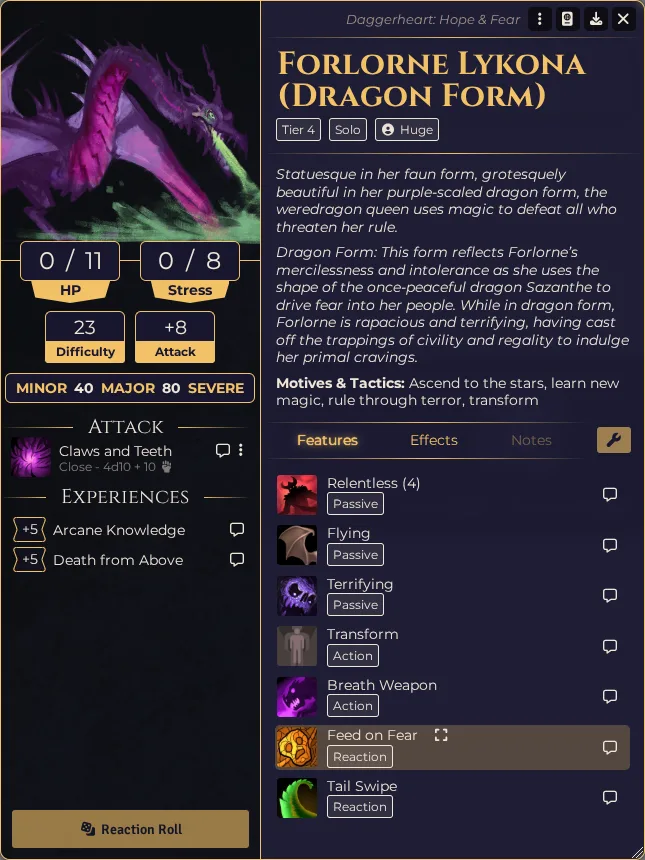 Daggerheart: Hope & Fear
Forlorne Lykona
(Dragon Form)
Tier 4
Solo
Huge
Statuesque in her faun form, grotesquely
beautiful in her purple-scaled dragon form, the
weredragon queen uses magic to defeat all who
threaten her rule.
Dragon Form: This form reflects Forlorne’s
mercilessness and intolerance as she uses the
shape of the once-peaceful dragon Sazanthe to
drive fear into her people. While in dragon form,
Forlorne is rapacious and terrifying, having cast
off the trappings of civility and regality to indulge
her primal cravings.
Motives & Tactics: Ascend to the stars, learn new
magic, rule through terror, transform
0 / 11
HP
0 / 8
Stress
23
Difficulty
+8
Attack
MINOR 40 MAJOR 80 SEVERE
Attack
Claws and Teeth
Close - 4d10 + 10
Experiences
+5 Arcane Knowledge
+5 Death from Above
Reaction Roll
Features Effects Notes
Relentless (4)
Passive
Flying
Passive
Terrifying
Passive
Transform
Action
Breath Weapon
Action
Feed on Fear
Reaction
Tail Swipe
Reaction